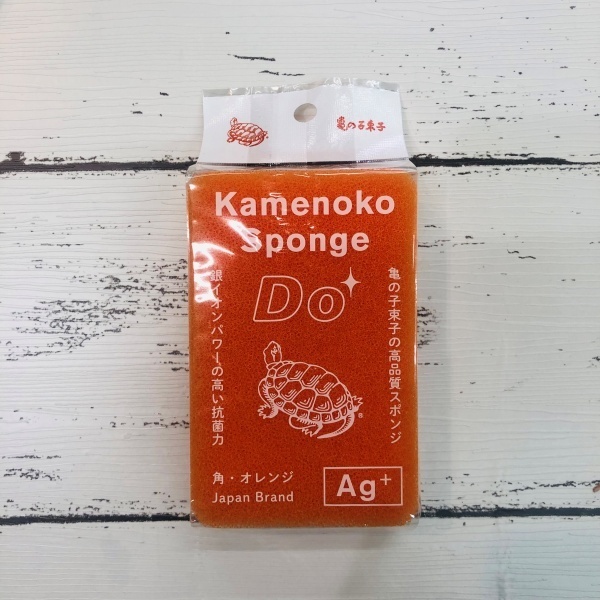 亀の子束子
Kamenoko
Sponge
Do
亀の子束子の高品質スポンジ
銀イオンパワーの高い抗菌力
®
角・オレンジ
Japan Brand
Ag+